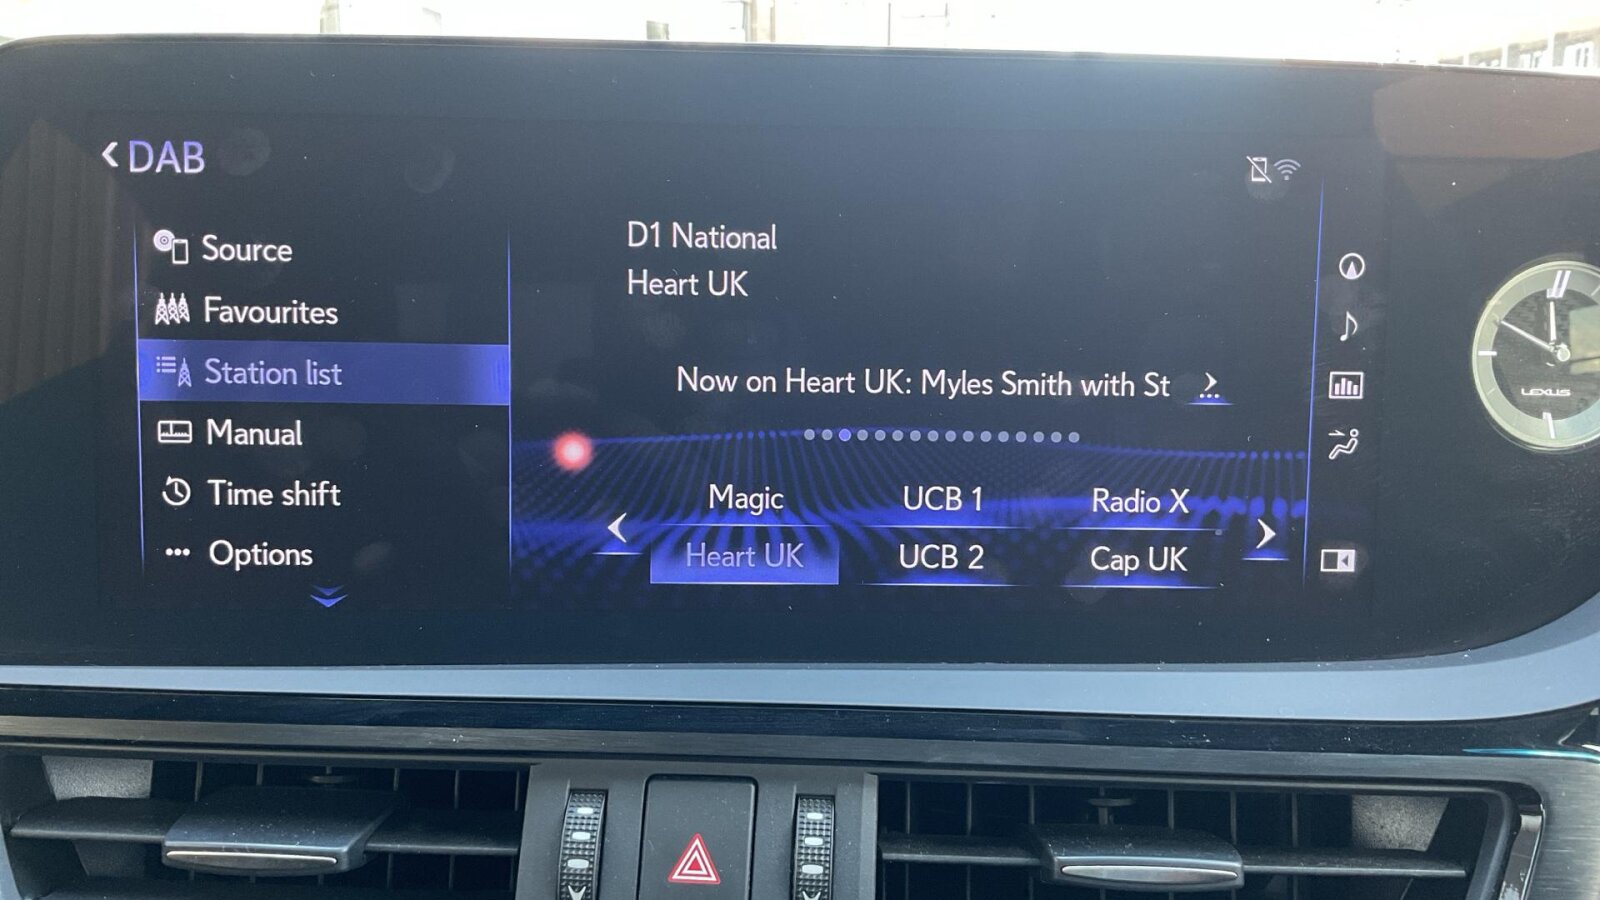 DAB
Source
Favourites
Station list
Manual
Time shift
Options
D1 National
Heart UK
Now on Heart UK: Myles Smith with St
Magic UCB 1 Radio X
Heart UK UCB 2 Cap UK
LEXUS